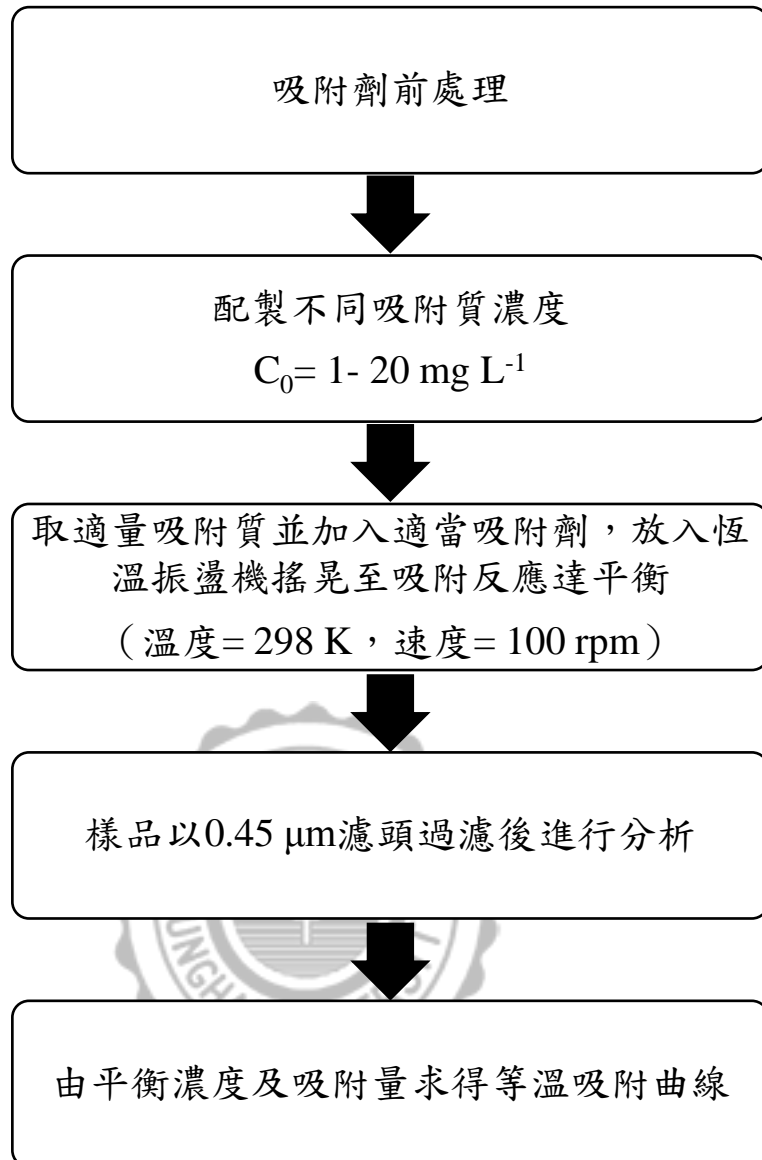 吸附劑前處理
配製不同吸附質濃度
C₀= 1- 20 mg L⁻¹
取適量吸附質並加入適當吸附劑，放入恆
溫振盪機搖晃至吸附反應達平衡
（溫度= 298 K，速度= 100 rpm）
樣品以0.45 μm濾頭過濾後進行分析
由平衡濃度及吸附量求得等溫吸附曲線